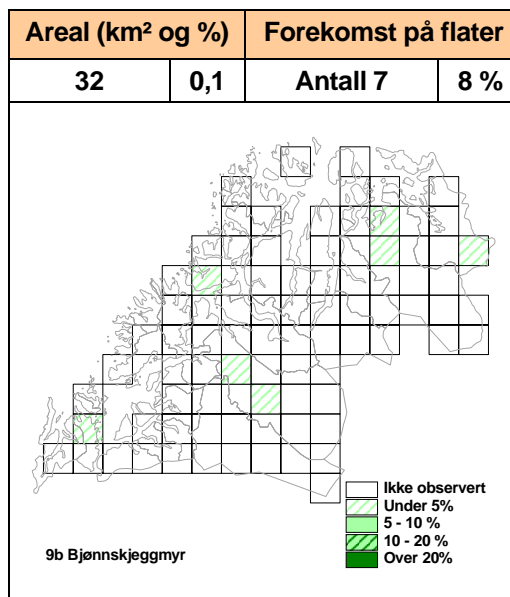 Areal (km² og %) Forekomst på flater
32 0,1 Antall 7 8 %
Ikke observert
Under 5%
5 - 10 %
10 - 20 %
Over 20%
9b Bjønnskjeggmyr